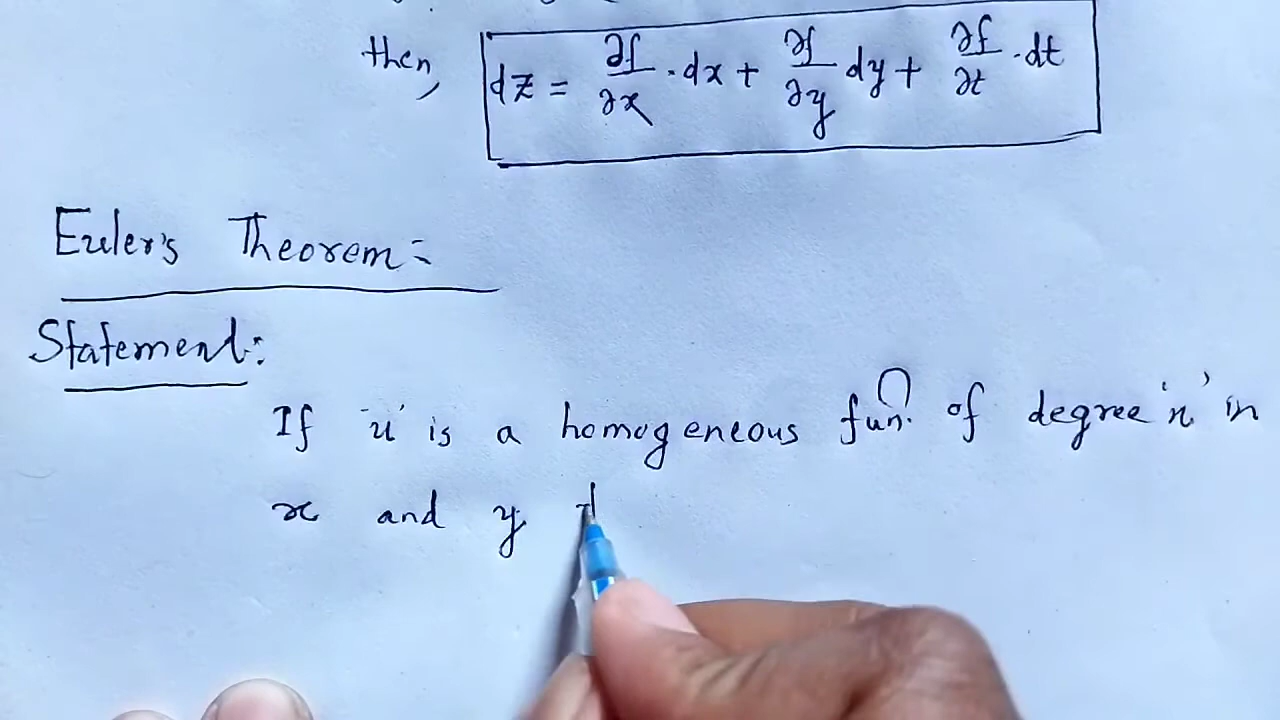 then, dz = ∂f/∂x · dx + ∂f/∂y dy + ∂f/∂t · dt
Euler's Theorem:
Statement:
If 'u' is a homogeneous fun. of degree 'n' in
x and y